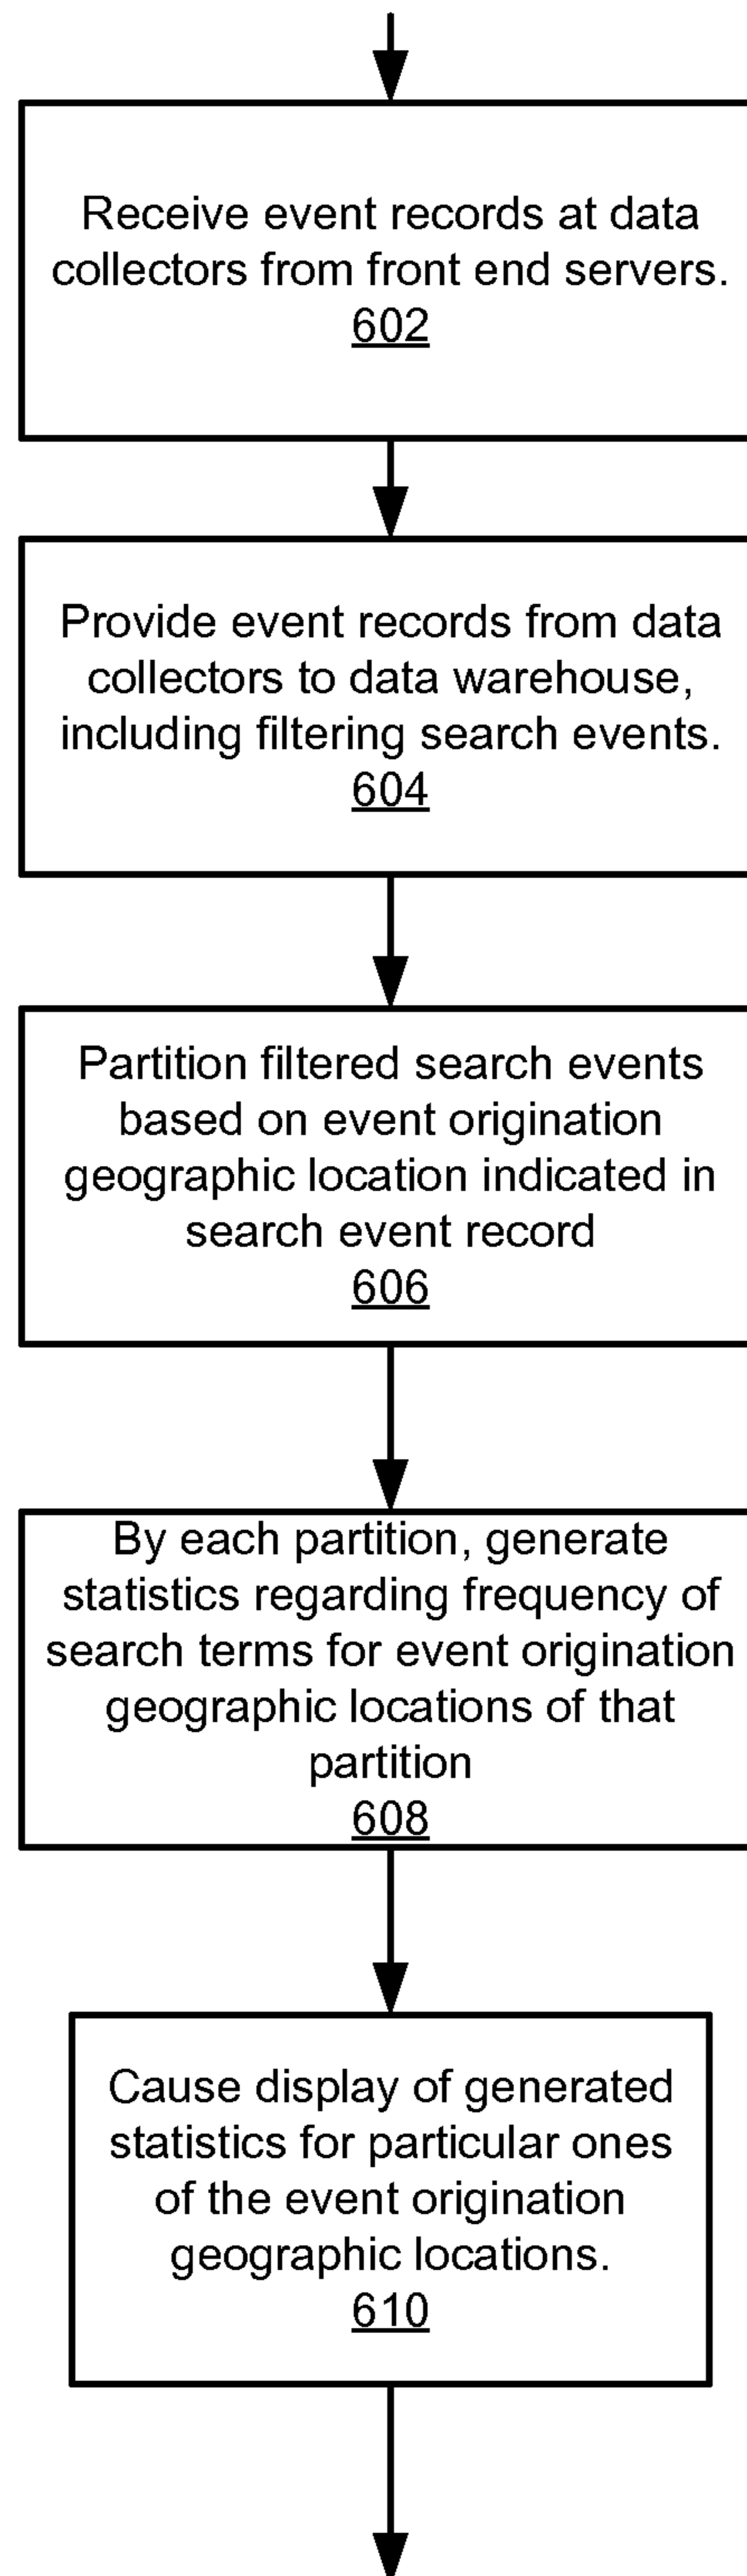 Receive event records at data
collectors from front end servers.
602
Provide event records from data
collectors to data warehouse,
including filtering search events.
604
Partition filtered search events
based on event origination
geographic location indicated in
search event record
606
By each partition, generate
statistics regarding frequency of
search terms for event origination
geographic locations of that
partition
608
Cause display of generated
statistics for particular ones
of the event origination
geographic locations.
610